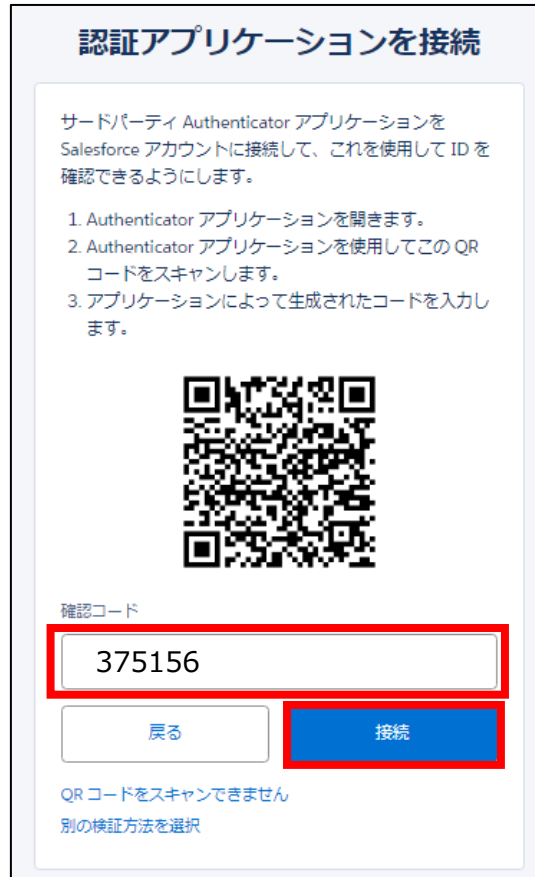 認証アプリケーションを接続
サードパーティ Authenticator アプリケーションを
Salesforce アカウントに接続して、これを使用して ID を
確認できるようにします。
1. Authenticator アプリケーションを開きます。
2. Authenticator アプリケーションを使用してこの QR
コードをスキャンします。
3. アプリケーションによって生成されたコードを入力し
ます。
確認コード
375156
戻る
接続
QR コードをスキャンできません
別の検証方法を選択